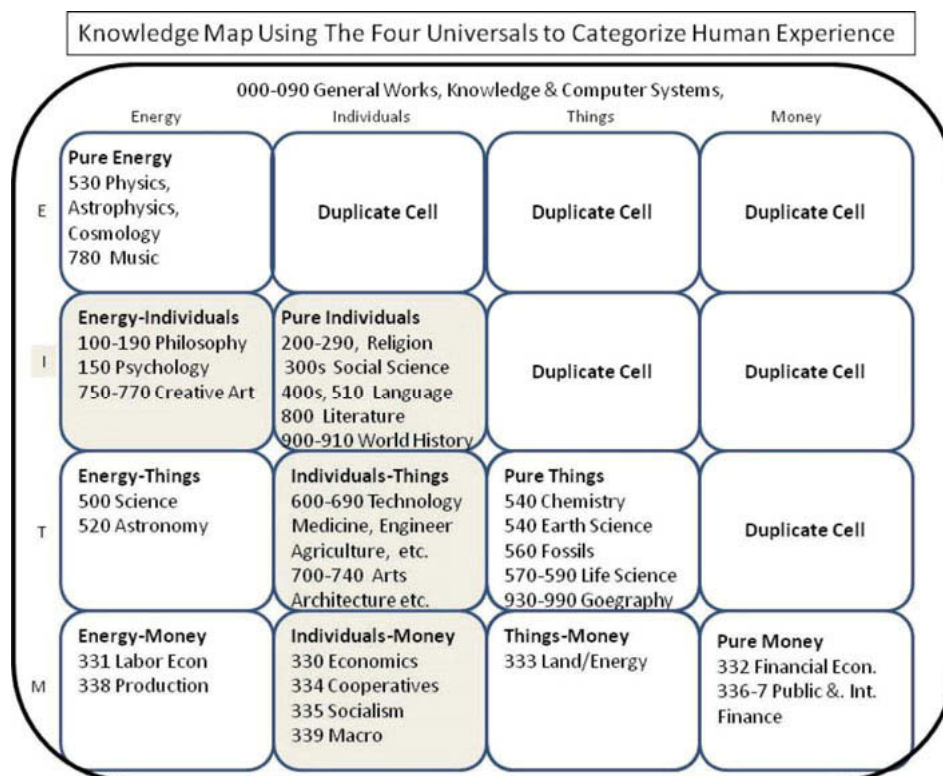 Knowledge Map Using The Four Universals to Categorize Human Experience
000-090 General Works, Knowledge & Computer Systems,
Energy
Individuals
Things
Money
E
Pure Energy
530 Physics,
Astrophysics,
Cosmology
780 Music
Duplicate Cell
Duplicate Cell
Duplicate Cell
I
Energy-Individuals
100-190 Philosophy
150 Psychology
750-770 Creative Art
Pure Individuals
200-290, Religion
300s Social Science
400s, 510 Language
800 Literature
900-910 World History
Duplicate Cell
Duplicate Cell
T
Energy-Things
500 Science
520 Astronomy
Individuals-Things
600-690 Technology
Medicine, Engineer
Agriculture, etc.
700-740 Arts
Architecture etc.
Pure Things
540 Chemistry
540 Earth Science
560 Fossils
570-590 Life Science
930-990 Goegraphy
Duplicate Cell
M
Energy-Money
331 Labor Econ
338 Production
Individuals-Money
330 Economics
334 Cooperatives
335 Socialism
339 Macro
Things-Money
333 Land/Energy
Pure Money
332 Financial Econ.
336-7 Public &. Int.
Finance